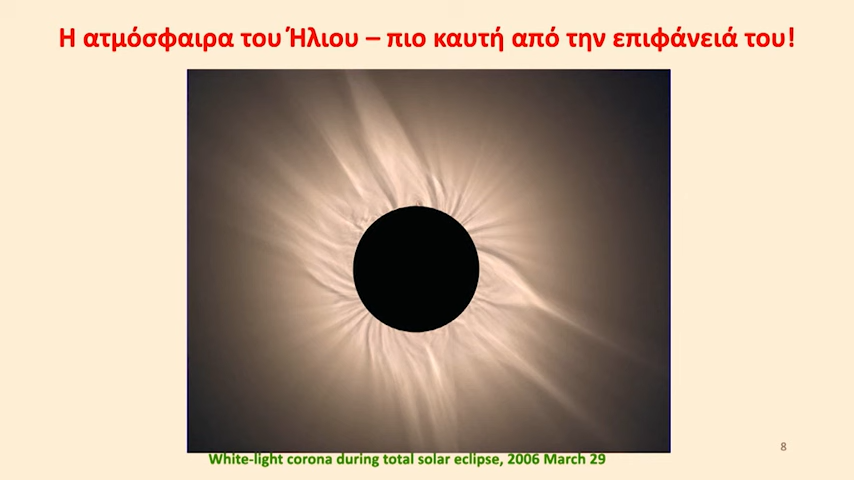 Η ατμόσφαιρα του Ήλιου – πιο καυτή από την επιφάνειά του!
8
White-light corona during total solar eclipse, 2006 March 29